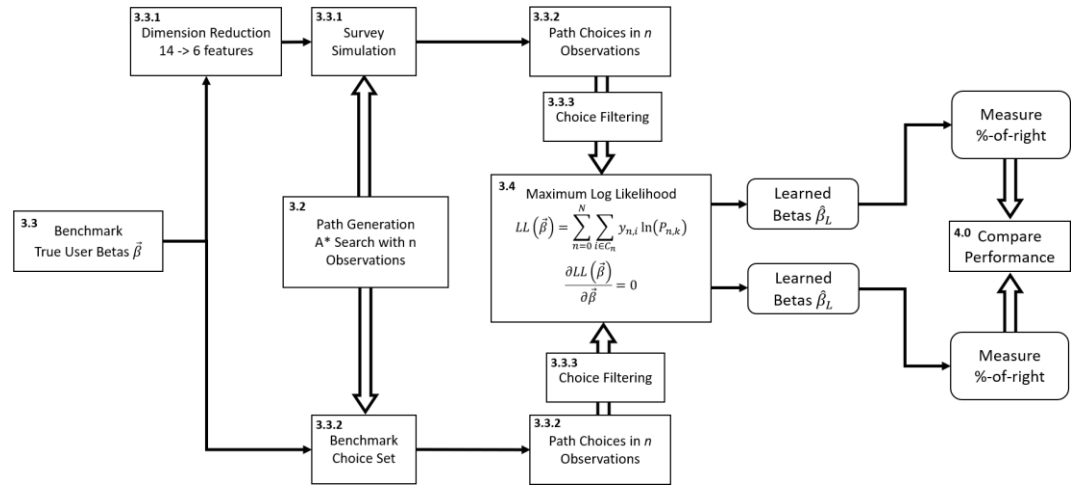 3.3.1
Dimension Reduction
14 -> 6 features
3.3.1
Survey
Simulation
3.3.2
Path Choices in n
Observations
3.3.3
Choice Filtering
3.3
Benchmark
True User Betas β⃗
3.2
Path Generation
A* Search with n
Observations
3.4
Maximum Log Likelihood
LL(β⃗) = ∑_{n=0}^{N} ∑_{i∈C_n} y_{n,i} ln(P_{n,k})
∂LL(β⃗)/∂β⃗ = 0
Learned
Betas β̂_L
Measure
%-of-right
4.0 Compare
Performance
Learned
Betas β̂_L
Measure
%-of-right
3.3.3
Choice Filtering
3.3.2
Benchmark
Choice Set
3.3.2
Path Choices in n
Observations